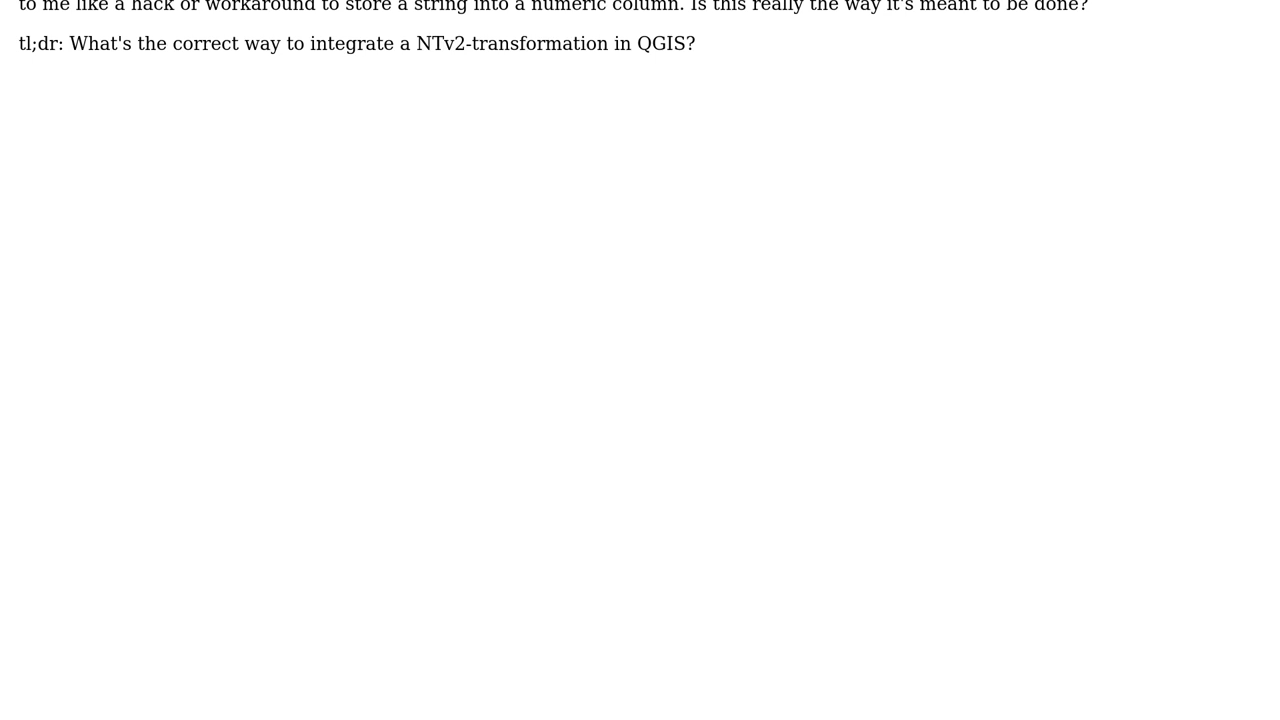 to me like a hack or workaround to store a string into a numeric column. Is this really the way it's meant to be done?
tl;dr: What's the correct way to integrate a NTv2-transformation in QGIS?